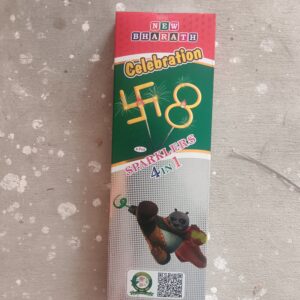 NEW
BHARATH
Celebration
SPARKLERS
4 IN 1